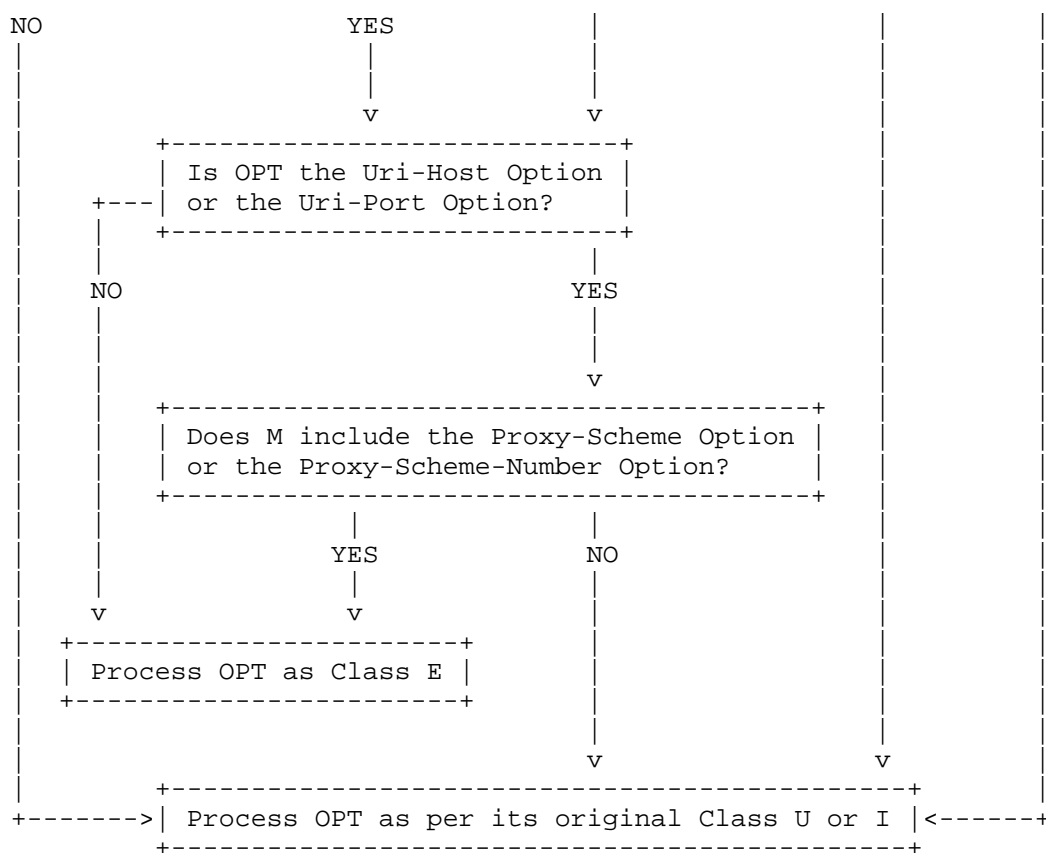 NO YES
v v
Is OPT the Uri-Host Option
or the Uri-Port Option?
NO YES
v
Does M include the Proxy-Scheme Option
or the Proxy-Scheme-Number Option?
YES NO
v v
Process OPT as Class E
v v
Process OPT as per its original Class U or I